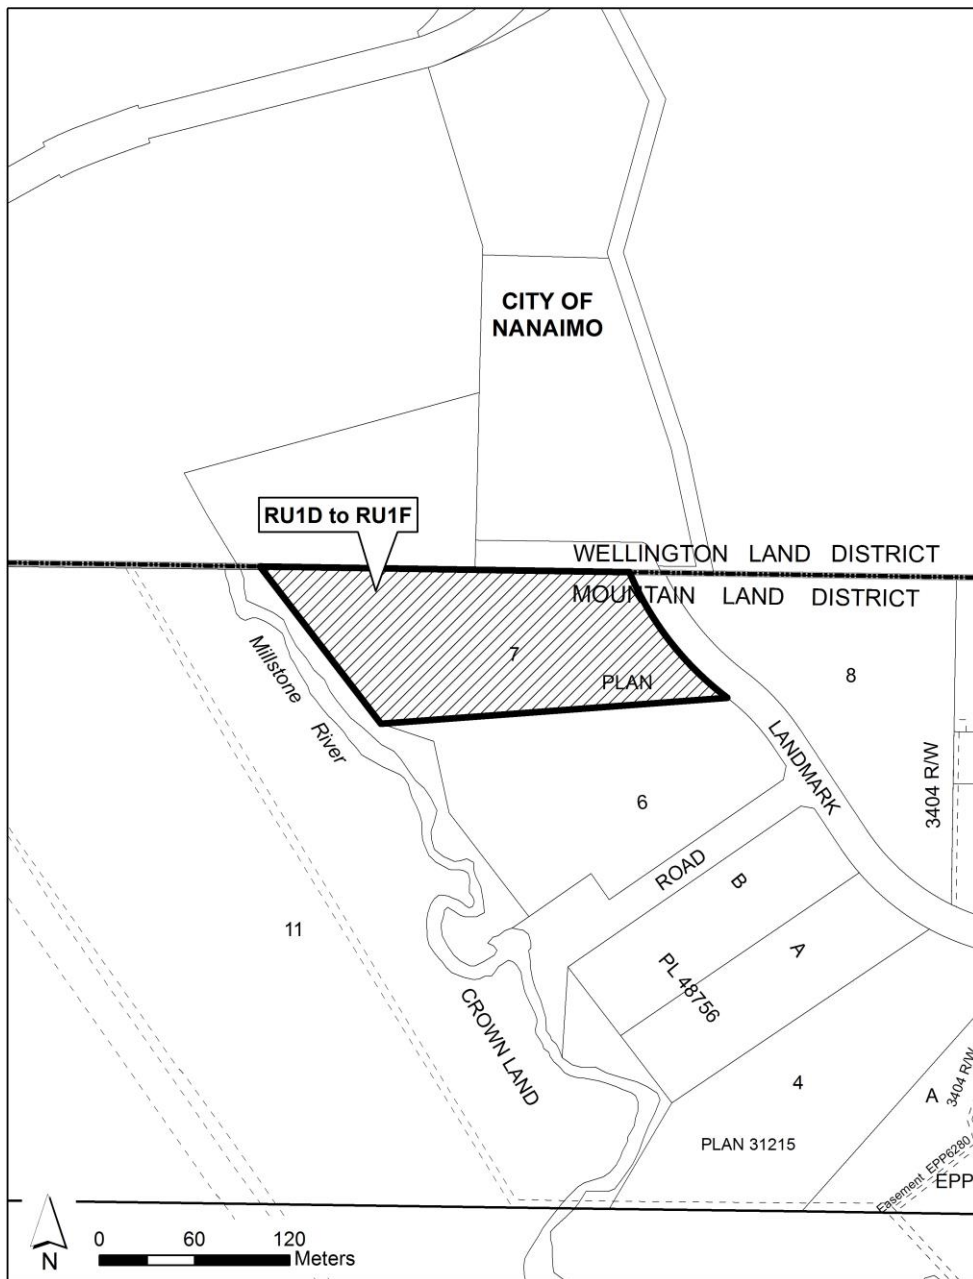 CITY OF
NANAIMO
RU1D to RU1F
WELLINGTON LAND DISTRICT
MOUNTAIN LAND DISTRICT
7
PLAN
8
Millstone
River
LANDMARK
3404 R/W
6
ROAD
B
A
11
PL 48756
CROWN LAND
4
A
3404 R/W
PLAN 31215
Easement EPP6280
EPP
N
0 60 120
Meters